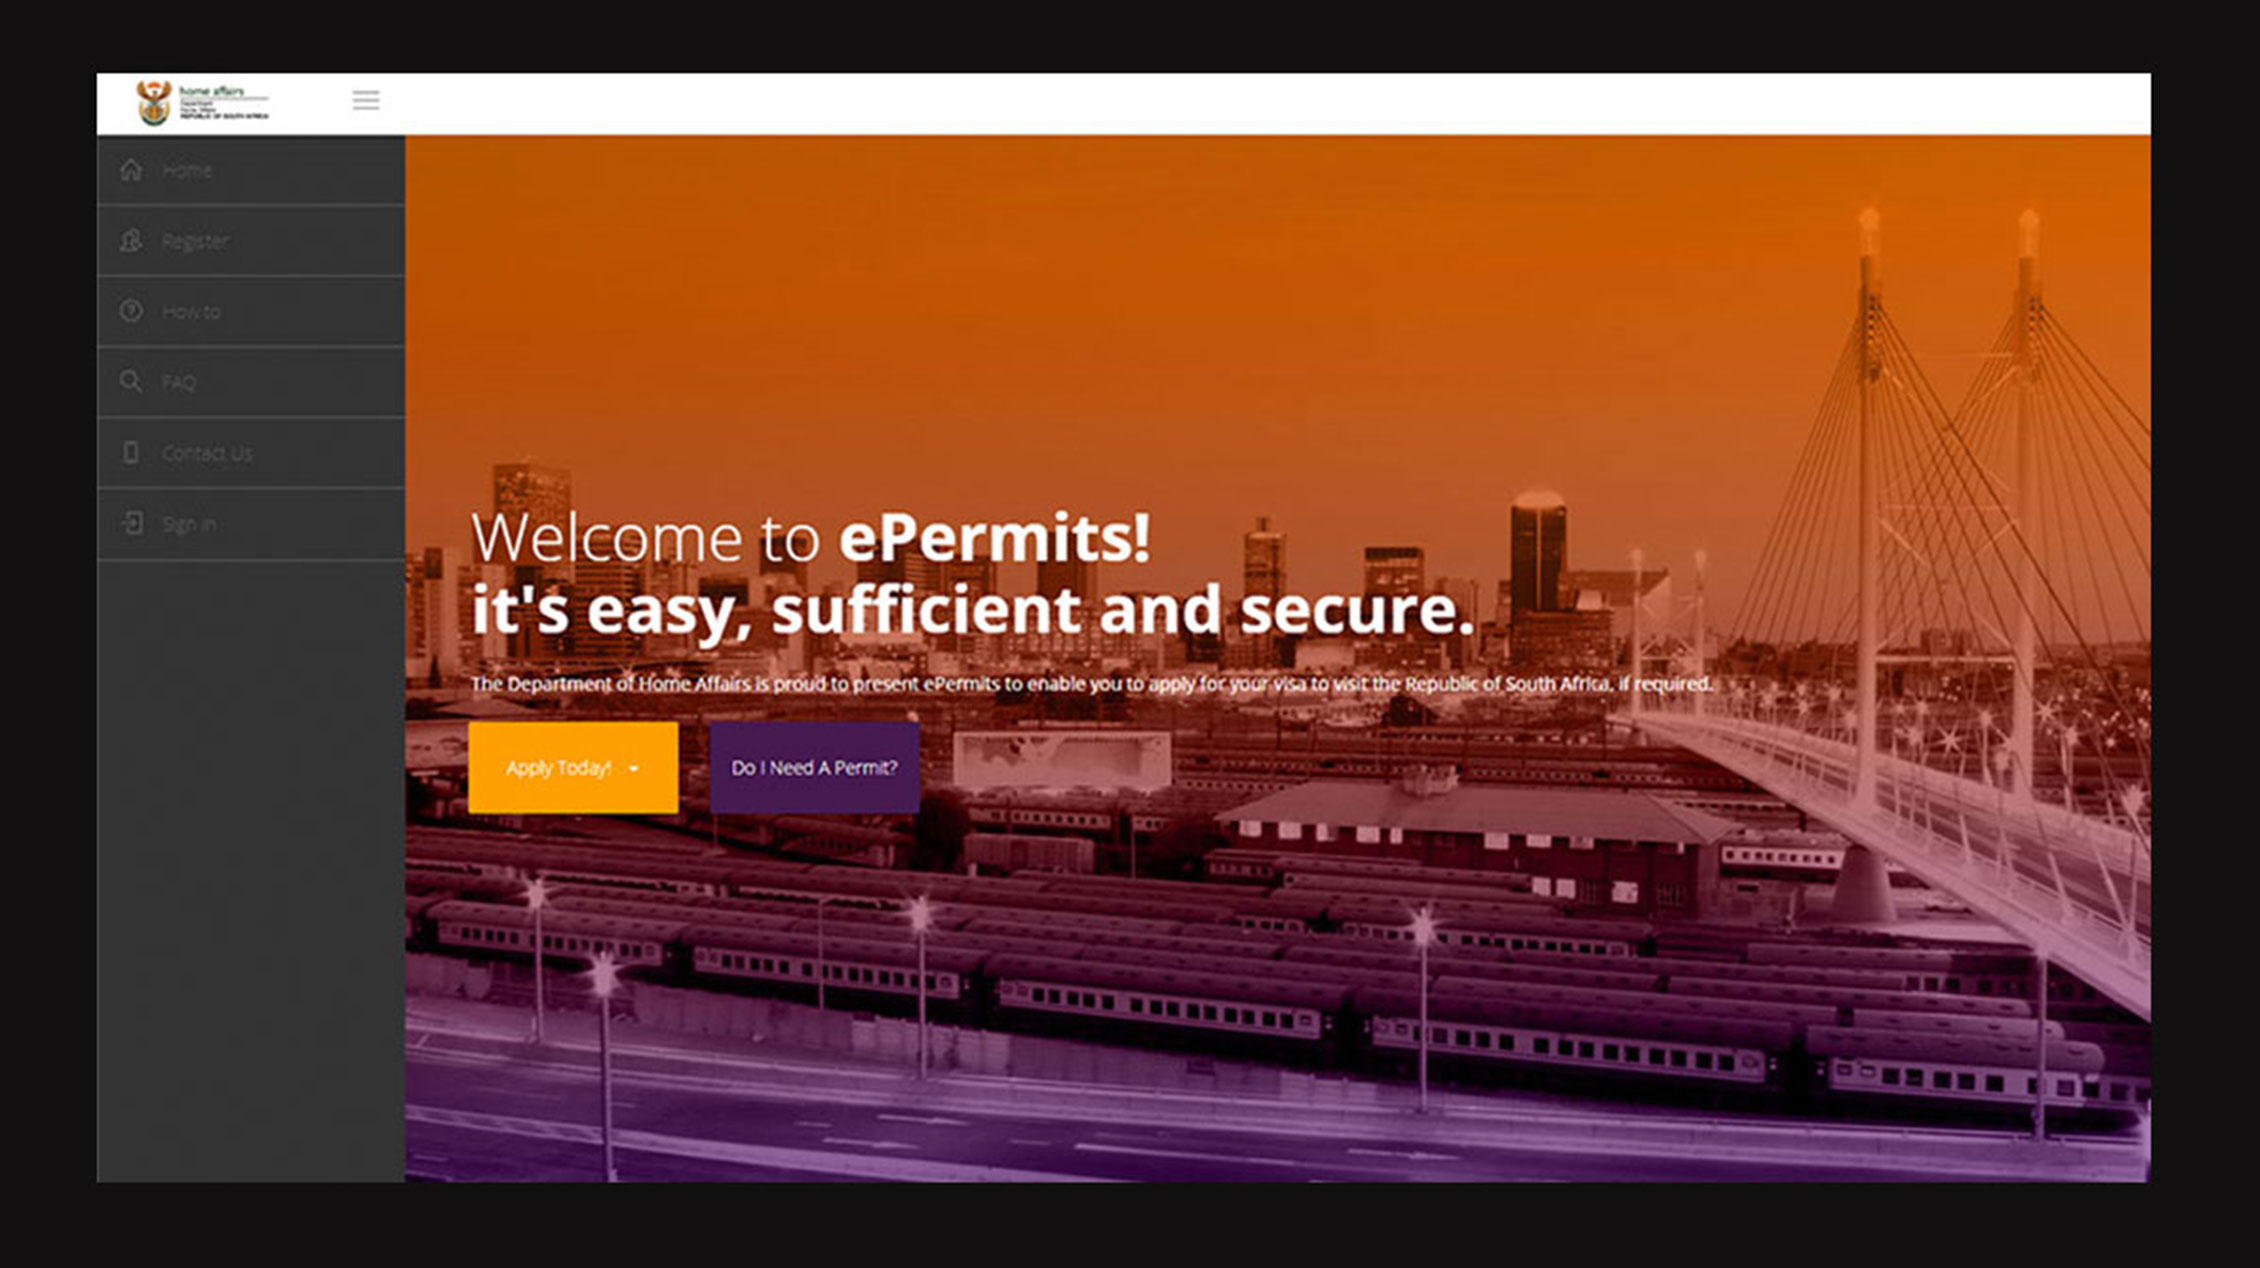 home affairs
Department:
Home Affairs
REPUBLIC OF SOUTH AFRICA
Home
Register
How to
FAQ
Contact Us
Sign in
Welcome to ePermits!
it's easy, sufficient and secure.
The Department of Home Affairs is proud to present ePermits to enable you to apply for your visa to visit the Republic of South Africa, if required.
Apply Today!
Do I Need A Permit?